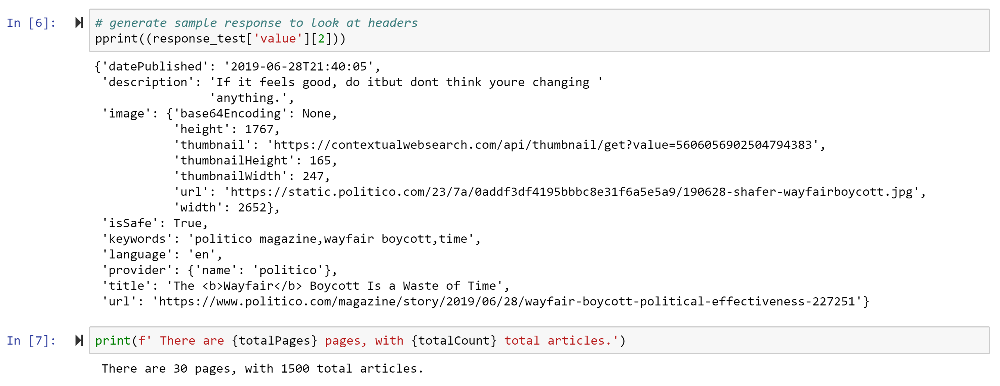 In [6]:
# generate sample response to look at headers
pprint((response_test['value'][2]))
{'datePublished': '2019-06-28T21:40:05',
 'description': 'If it feels good, do itbut dont think youre changing '
                'anything.',
 'image': {'base64Encoding': None,
           'height': 1767,
           'thumbnail': 'https://contextualwebsearch.com/api/thumbnail/get?value=5606056902504794383',
           'thumbnailHeight': 165,
           'thumbnailWidth': 247,
           'url': 'https://static.politico.com/23/7a/0addf3df4195bbbc8e31f6a5e5a9/190628-shafer-wayfairboycott.jpg',
           'width': 2652},
 'isSafe': True,
 'keywords': 'politico magazine,wayfair boycott,time',
 'language': 'en',
 'provider': {'name': 'politico'},
 'title': 'The <b>Wayfair</b> Boycott Is a Waste of Time',
 'url': 'https://www.politico.com/magazine/story/2019/06/28/wayfair-boycott-political-effectiveness-227251'}
In [7]:
print(f' There are {totalPages} pages, with {totalCount} total articles.')
 There are 30 pages, with 1500 total articles.